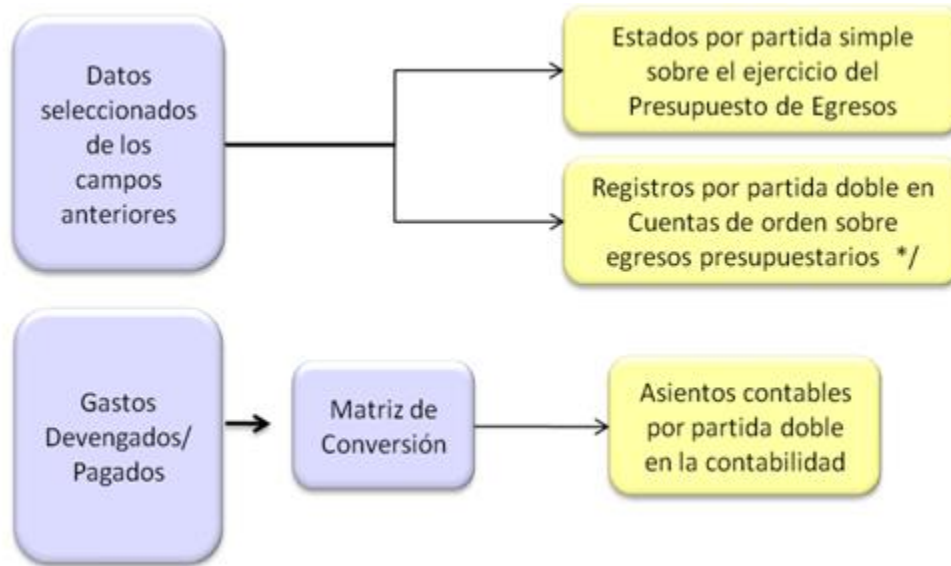 Datos
seleccionados
de los
campos
anteriores
Estados por partida simple
sobre el ejercicio del
Presupuesto de Egresos
Registros por partida doble en
Cuentas de orden sobre
egresos presupuestarios */
Gastos
Devengados/
Pagados
Matriz de
Conversión
Asientos contables
por partida doble
en la contabilidad